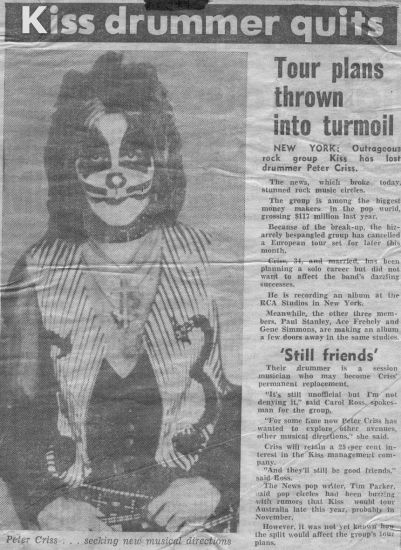 Kiss drummer quits
Tour plans
thrown
into turmoil
NEW YORK: Outrageous
rock group Kiss has lost
drummer Peter Criss.
The news, which broke today,
stunned rock music circles.
The group is among the biggest
money makers in the pop world,
grossing $117 million last year.
Because of the break-up, the biz-
arrely bespangled group has cancelled
a European tour set for later this
month.
Criss, 34, and married, has been
planning a solo career but did not
want to affect the band's dazzling
successes.
He is recording an album at the
RCA Studios in New York.
Meanwhile, the other three mem-
bers, Paul Stanley, Ace Frehely and
Gene Simmons, are making an album
a few doors away in the same studios.
'Still friends'
Their drummer is a session
musician who may become Criss'
permanent replacement.
"It's still unofficial but I'm not
denying it," said Carol Ross, spokes-
man for the group.
"For some time now Peter Criss has
wanted to explore other avenues,
other musical directions," she said.
Criss will retain a 25 per cent in-
terest in the Kiss management com-
pany.
"And they'll still be good friends,"
said Ross.
The News pop writer, Tim Parker,
said pop circles had been buzzing
with rumors that Kiss would tour
Australia late this year, probably in
November.
However, it was not yet known how
the split would affect the group's tour
plans.
Peter Criss . . . seeking new musical directions